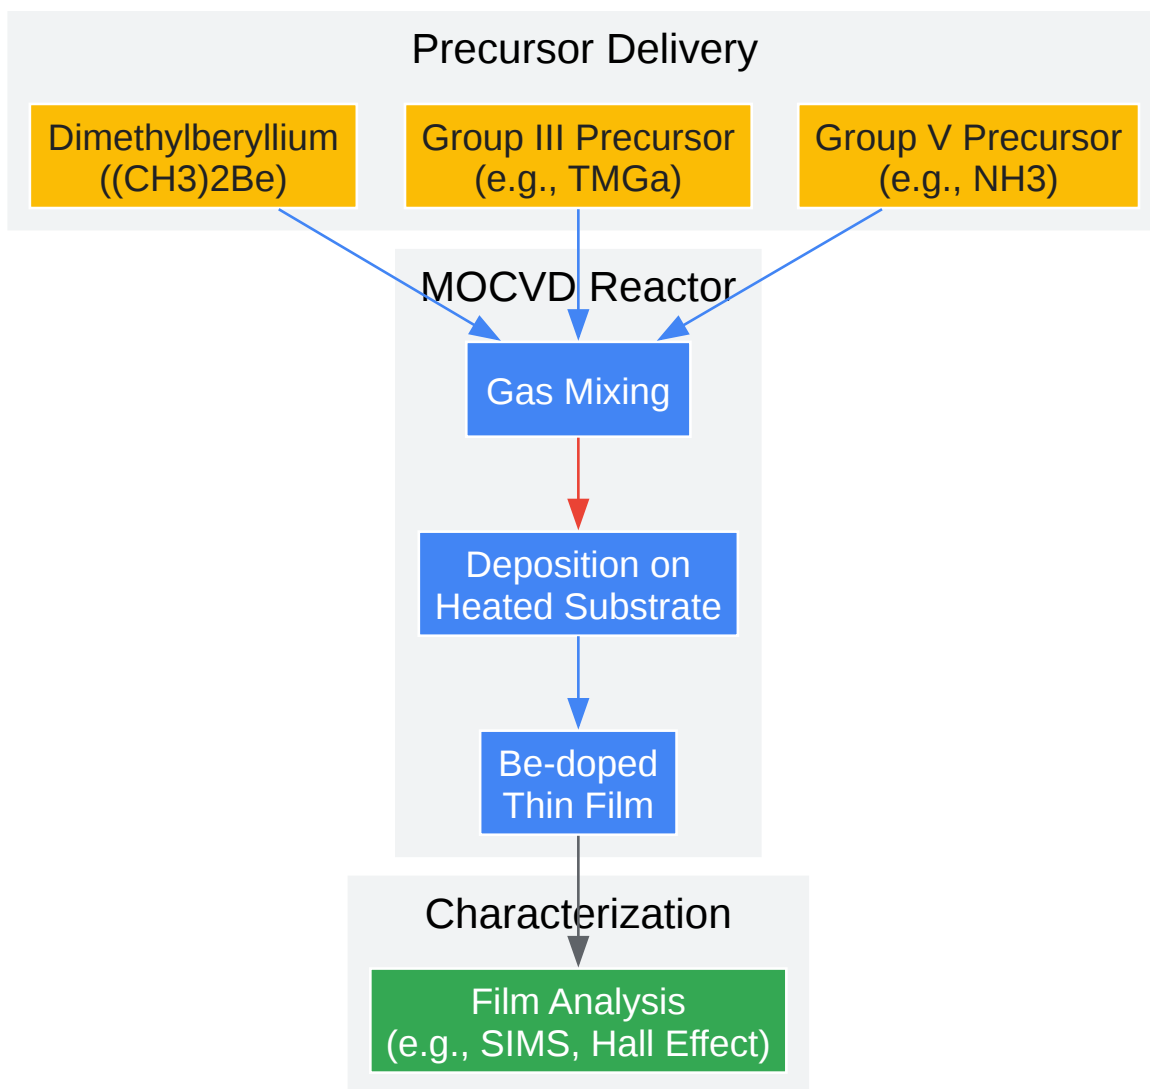 Precursor Delivery
Dimethylberyllium
((CH3)2Be)
Group III Precursor
(e.g., TMGa)
Group V Precursor
(e.g., NH3)
MOCVD Reactor
Gas Mixing
Deposition on
Heated Substrate
Be-doped
Thin Film
Characterization
Film Analysis
(e.g., SIMS, Hall Effect)